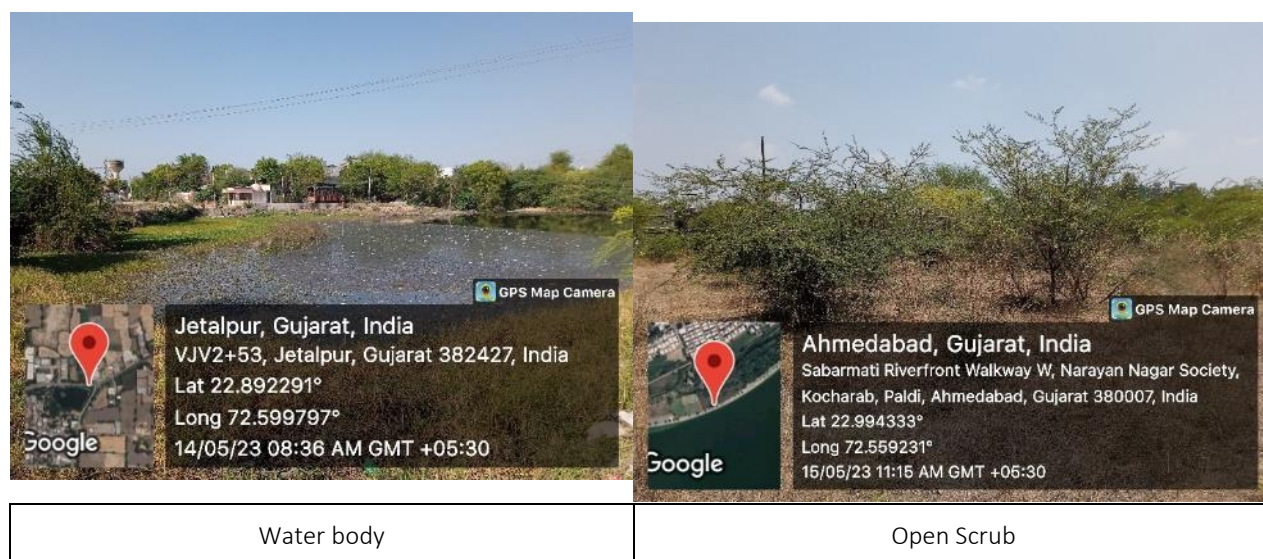 GPS Map Camera
Jetalpur, Gujarat, India
VJV2+53, Jetalpur, Gujarat 382427, India
Lat 22.892291°
Long 72.599797°
14/05/23 08:36 AM GMT +05:30
Google
GPS Map Camera
Ahmedabad, Gujarat, India
Sabarmati Riverfront Walkway W, Narayan Nagar Society,
Kocharab, Paldi, Ahmedabad, Gujarat 380007, India
Lat 22.994333°
Long 72.559231°
15/05/23 11:15 AM GMT +05:30
Google
Water body
Open Scrub